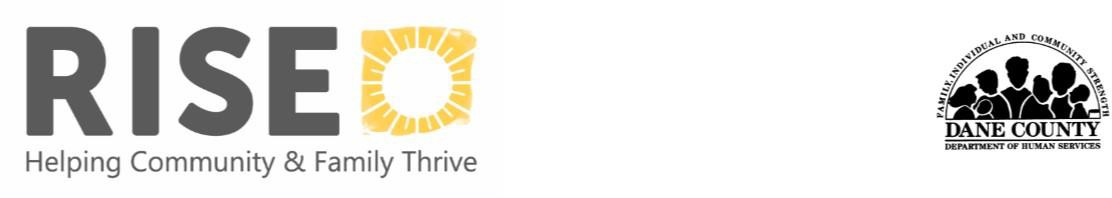 RISE
Helping Community & Family Thrive
FAMILY, INDIVIDUAL AND COMMUNITY STRENGTH
DANE COUNTY
DEPARTMENT OF HUMAN SERVICES